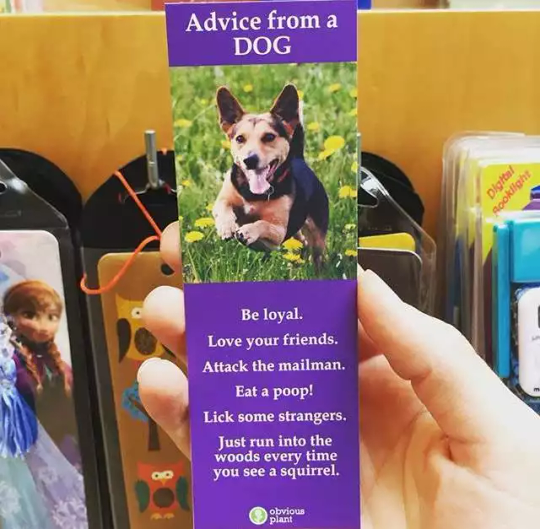 Advice from a
DOG
Be loyal.
Love your friends.
Attack the mailman.
Eat a poop!
Lick some strangers.
Just run into the
woods every time
you see a squirrel.
obvious
plant
Digital
Booklight